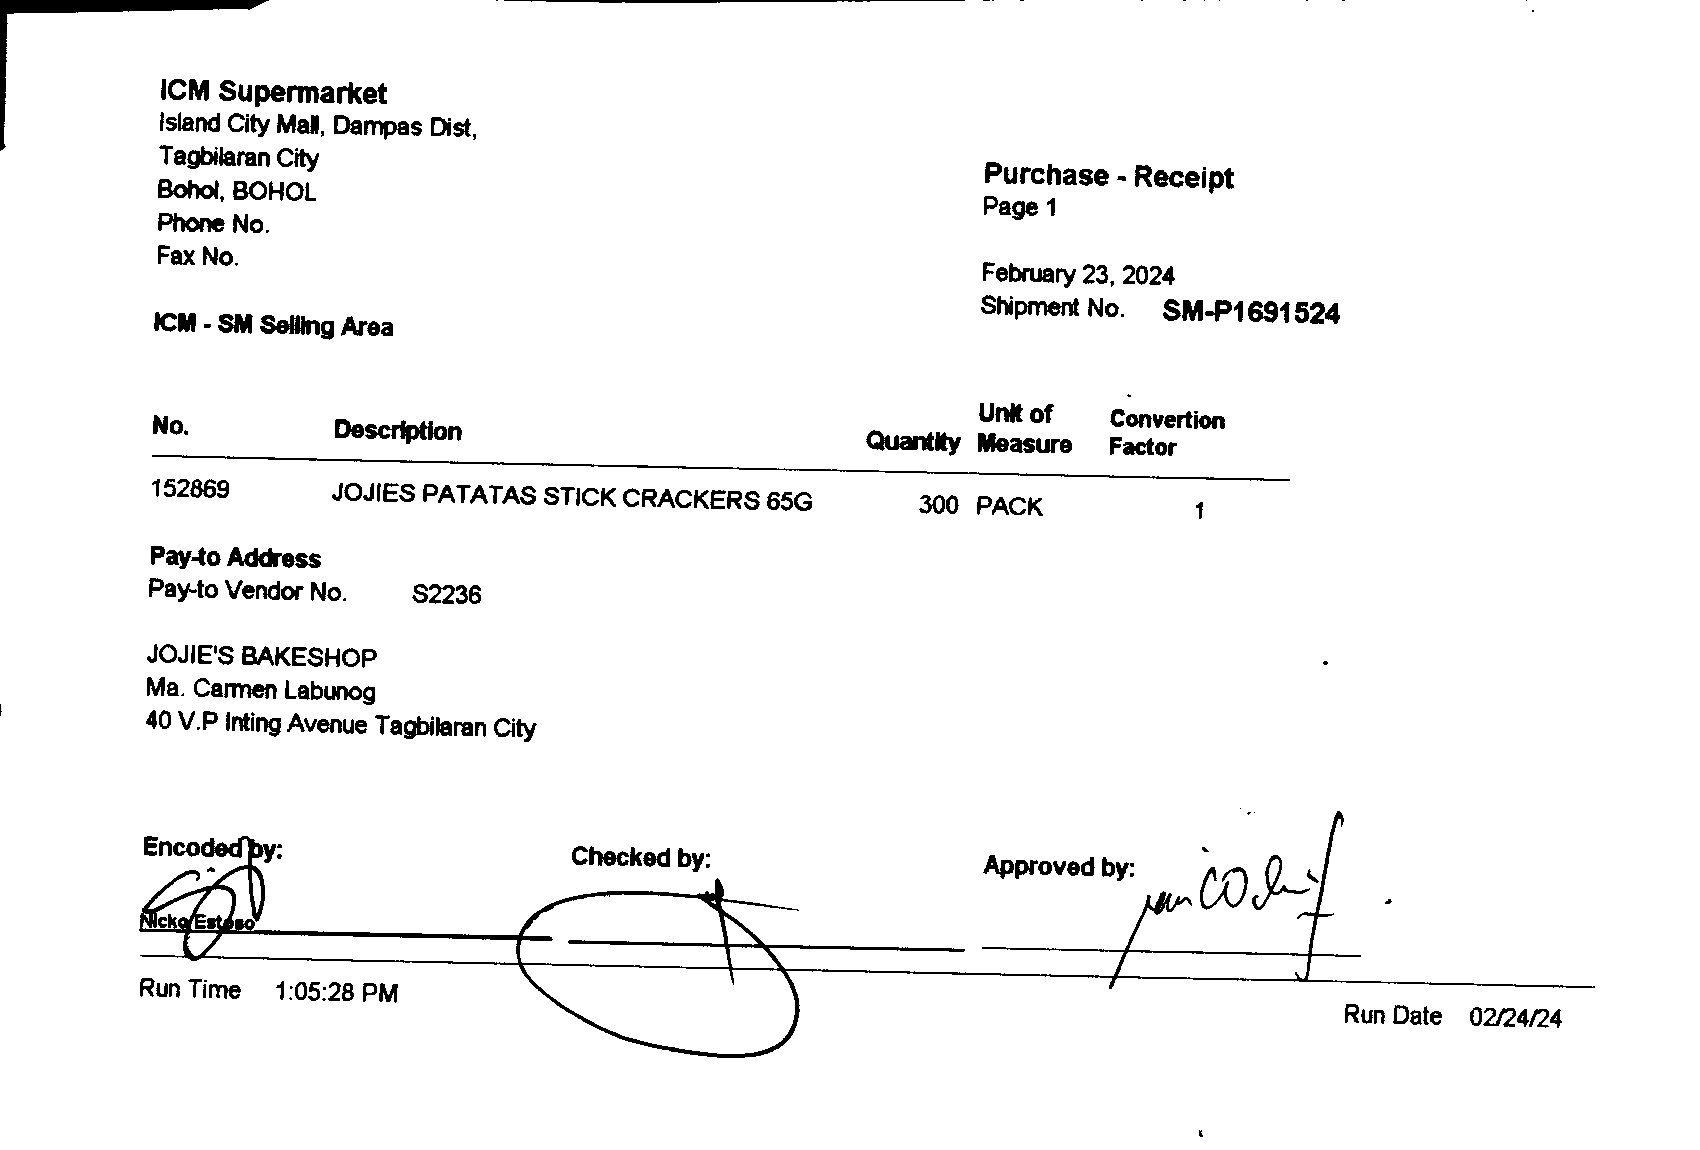 ICM Supermarket
Island City Mall, Dampas Dist,
Tagbilaran City
Bohol, BOHOL
Phone No.
Fax No.
Purchase - Receipt
Page 1
February 23, 2024
Shipment No. SM-P1691524
ICM - SM Selling Area
No. Description Quantity Unit of Measure Convertion Factor
152869 JOJIES PATATAS STICK CRACKERS 65G 300 PACK 1
Pay-to Address
Pay-to Vendor No. S2236
JOJIE'S BAKESHOP
Ma. Carmen Labunog
40 V.P Inting Avenue Tagbilaran City
Encoded by: Checked by: Approved by:
Nicko Estoso
Run Time 1:05:28 PM
Run Date 02/24/24